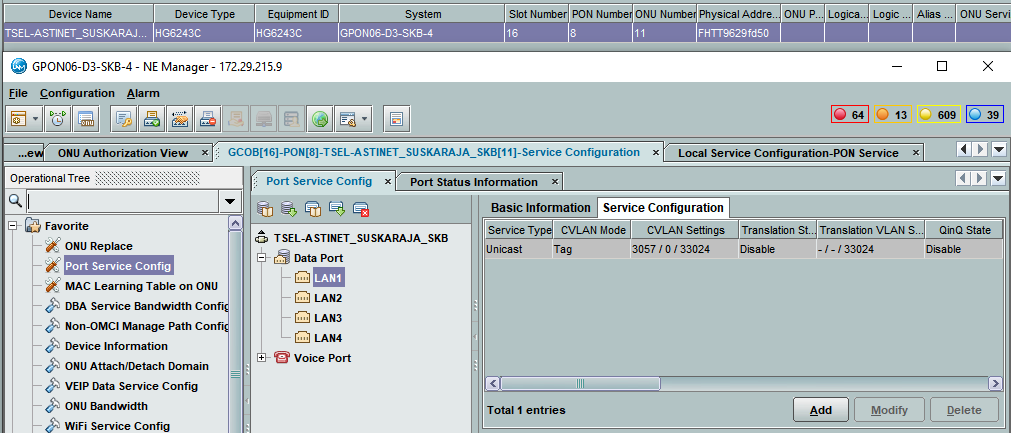 Device Name Device Type Equipment ID System Slot Number PON Number ONU Number Physical Addre... ONU P... Logica... Logic ... Alias ... ONU Servi
TSEL-ASTINET_SUSKARAJ... HG6243C HG6243C GPON06-D3-SKB-4 16 8 11 FHTT9629fd50
GPON06-D3-SKB-4 - NE Manager - 172.29.215.9
File Configuration Alarm
64 13 609 39
...ew ONU Authorization View × GCOB[16]-PON[8]-TSEL-ASTINET_SUSKARAJA_SKB[11]-Service Configuration × Local Service Configuration-PON Service ×
Operational Tree
Favorite
ONU Replace
Port Service Config
MAC Learning Table on ONU
DBA Service Bandwidth Config
Non-OMCI Manage Path Config
Device Information
ONU Attach/Detach Domain
VEIP Data Service Config
ONU Bandwidth
WiFi Service Config
Port Service Config × Port Status Information ×
TSEL-ASTINET_SUSKARAJA_SKB
Data Port
LAN1
LAN2
LAN3
LAN4
Voice Port
Basic Information Service Configuration
Service Type CVLAN Mode CVLAN Settings Translation St... Translation VLAN S... QinQ State
Unicast Tag 3057 / 0 / 33024 Disable - / - / 33024 Disable
Total 1 entries Add Modify Delete